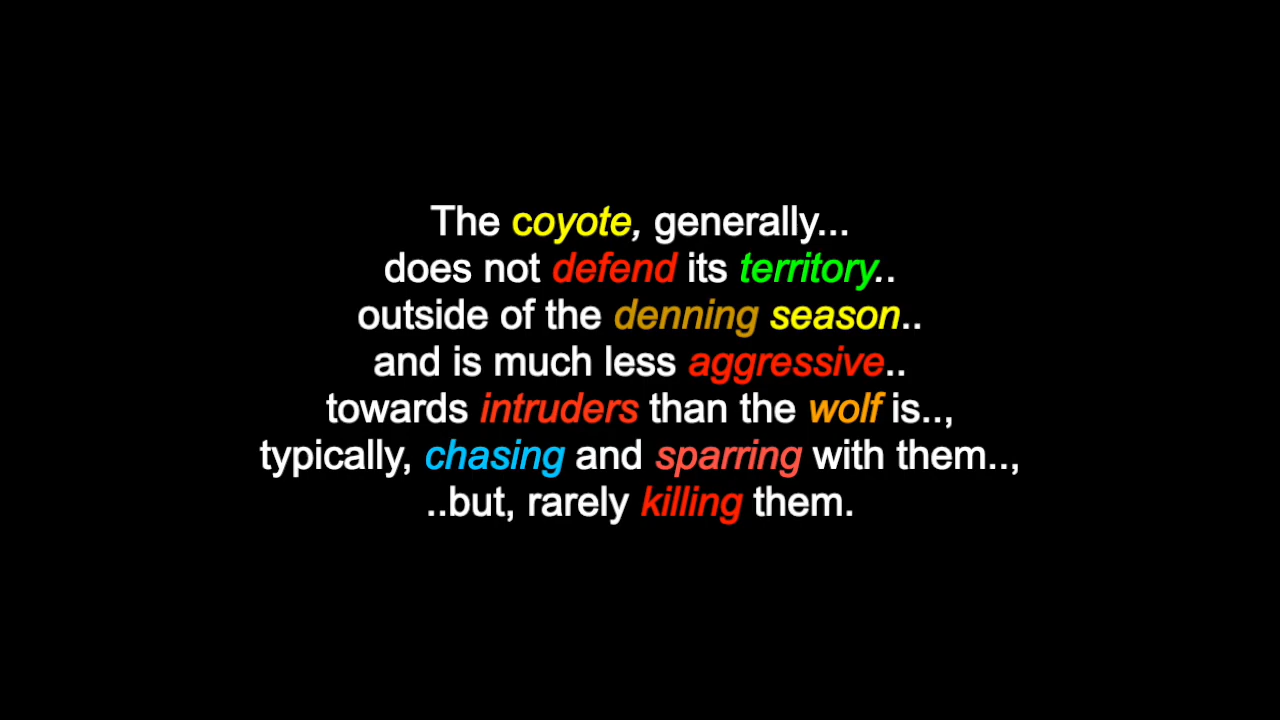 The coyote, generally...
does not defend its territory..
outside of the denning season..
and is much less aggressive..
towards intruders than the wolf is..,
typically, chasing and sparring with them..,
..but, rarely killing them.